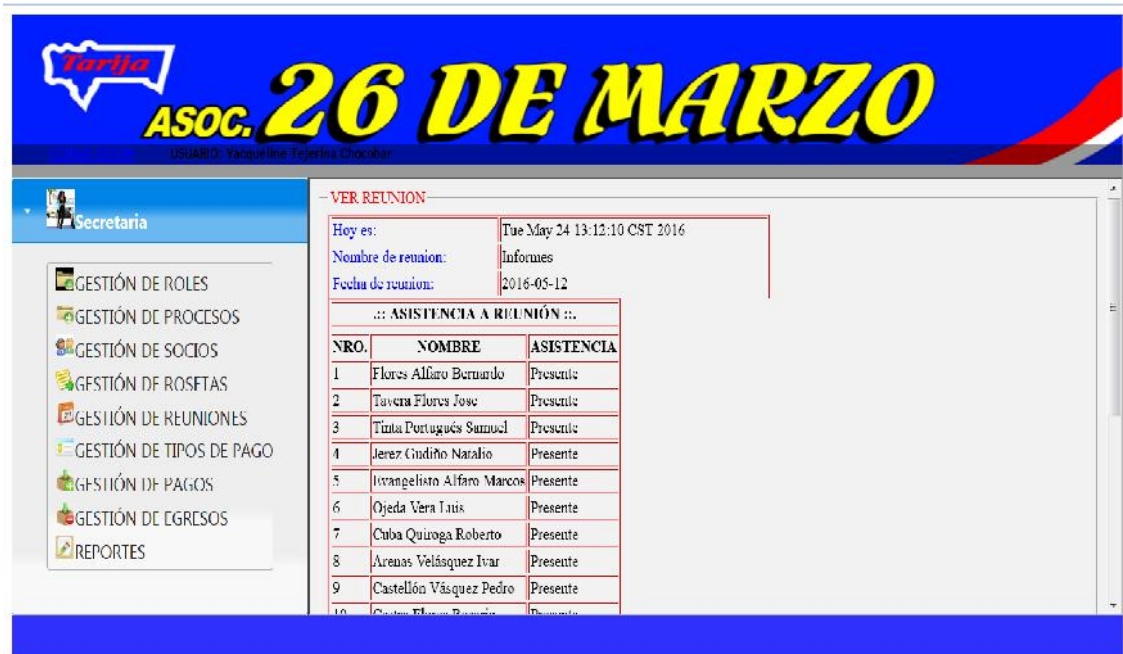 Tarija
ASOC. 26 DE MARZO
USUARIO: Yacqueline Tejerina Chocobar
Secretaria
GESTIÓN DE ROLES
GESTIÓN DE PROCESOS
GESTIÓN DE SOCIOS
GESTIÓN DE ROSETAS
GESTIÓN DE REUNIONES
GESTIÓN DE TIPOS DE PAGO
GESTIÓN DE PAGOS
GESTIÓN DE EGRESOS
REPORTES
VER REUNION
Hoy es: Tue May 24 13:12:10 CST 2016
Nombre de reunion: Informes
Fecha de reunion: 2016-05-12
.:: ASISTENCIA A REUNIÓN ::.
NRO. NOMBRE ASISTENCIA
1 Flores Alfaro Bernardo Presente
2 Tavera Flores Jose Presente
3 Tinta Portugués Samuel Presente
4 Jerez Gudiño Natalio Presente
5 Evangelisto Alfaro Marcos Presente
6 Ojeda Vera Luis Presente
7 Cuba Quiroga Roberto Presente
8 Arenas Velásquez Ivar Presente
9 Castellón Vásquez Pedro Presente
10 Flores Presente